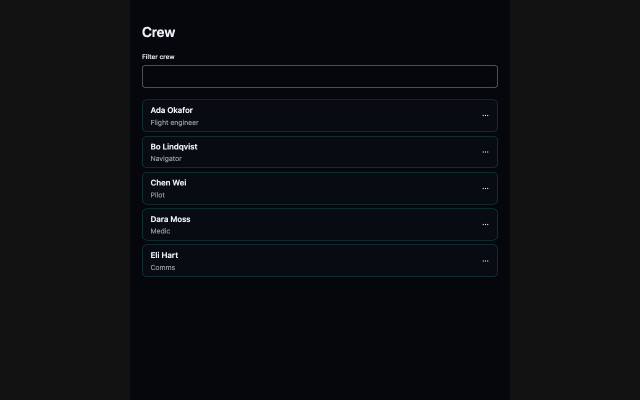 Crew
Filter crew
Ada Okafor
...
Flight engineer
Bo Lindqvist
...
Navigator
Chen Wei
...
Pilot
Dara Moss
...
Medic
Eli Hart
...
Comms